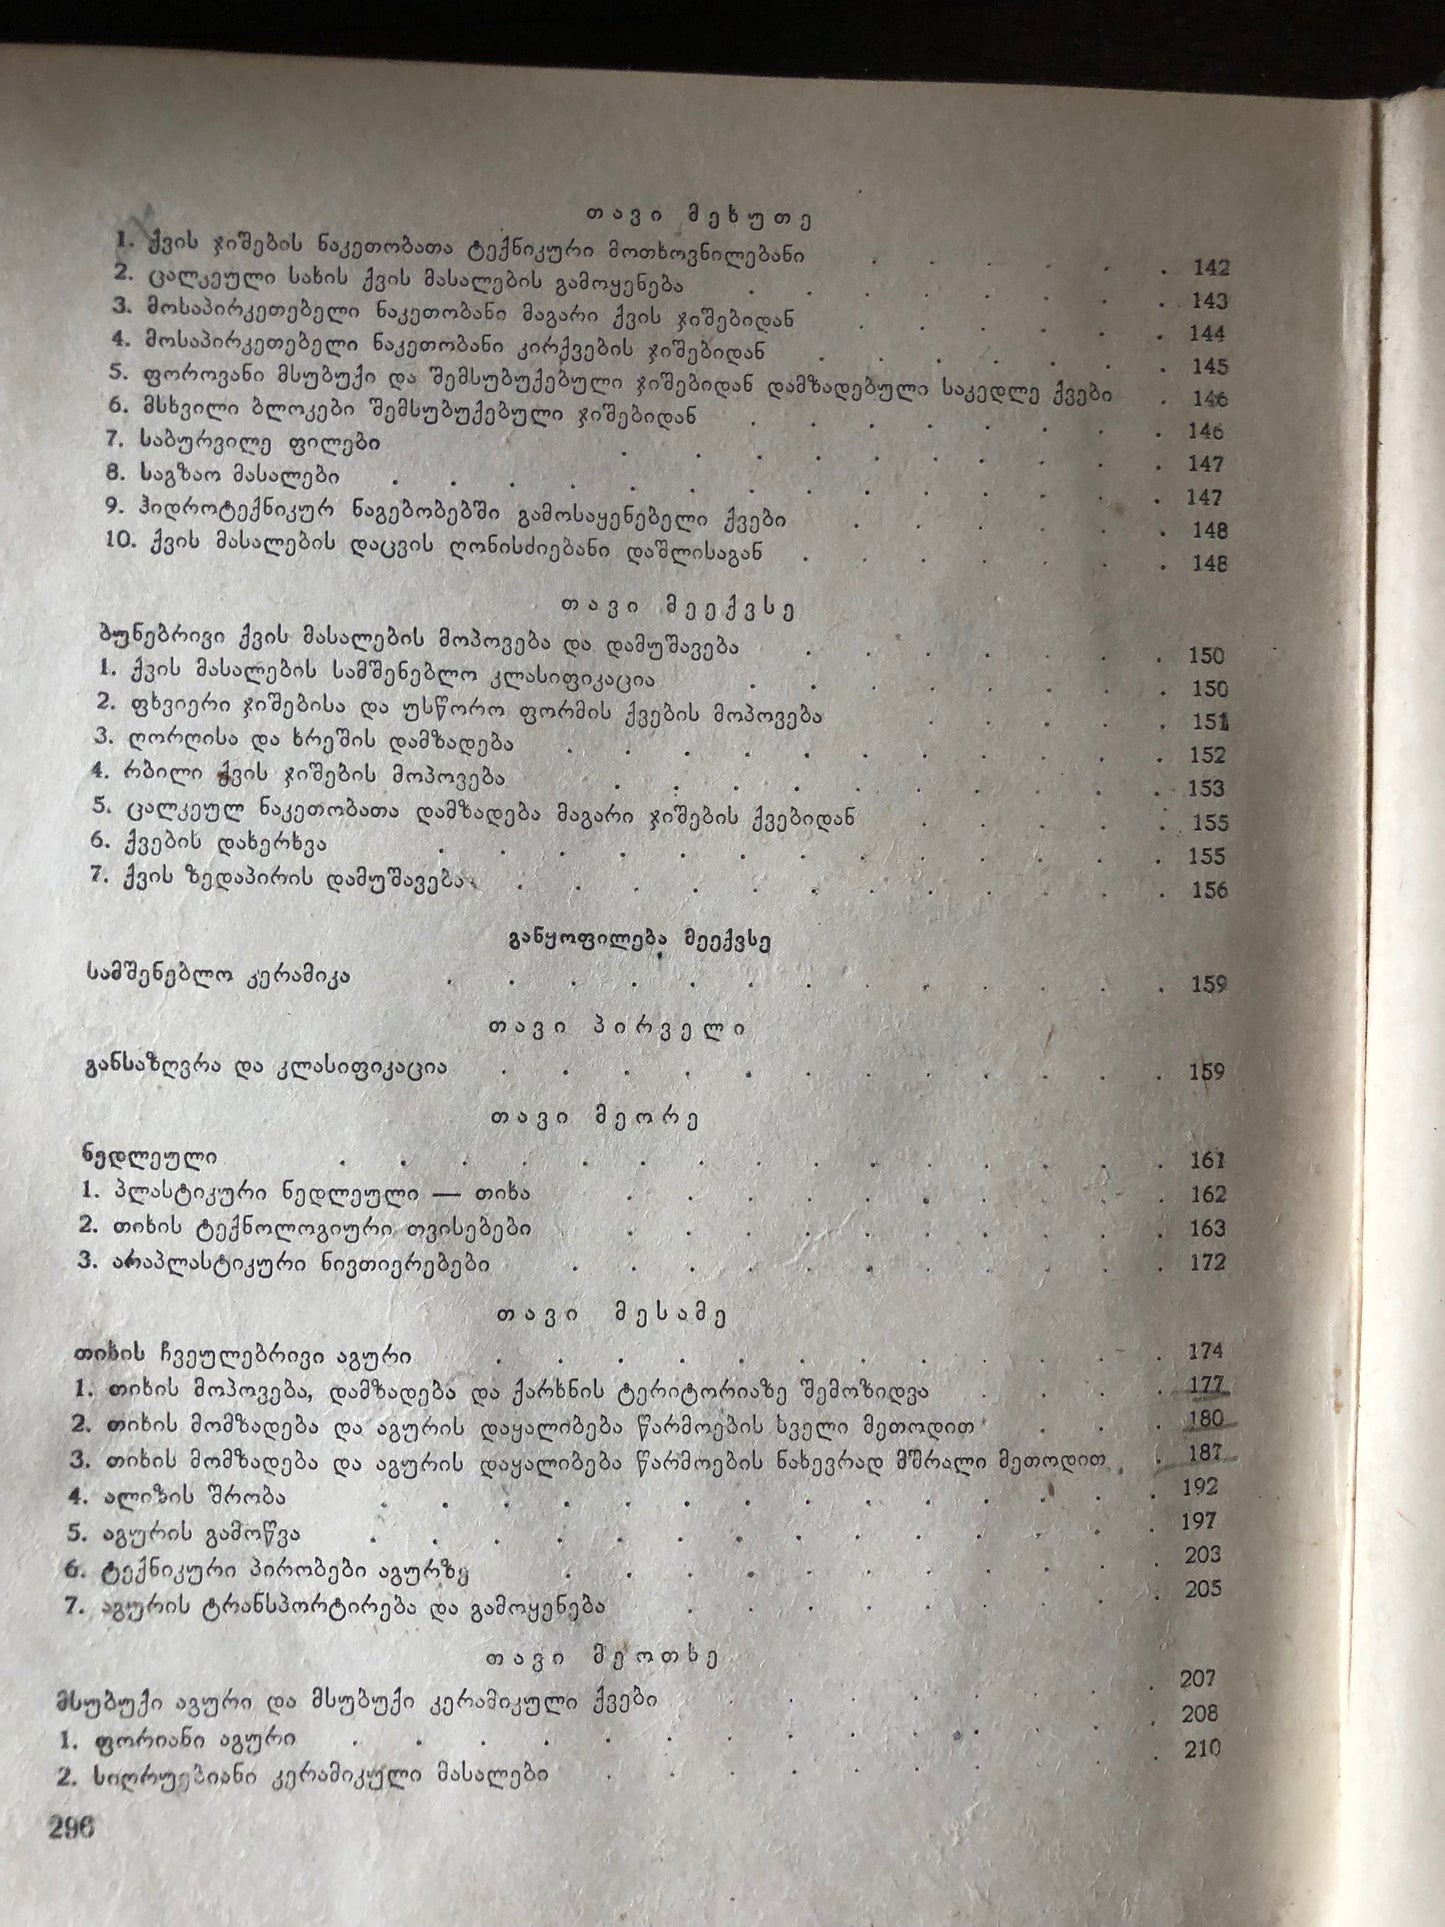 თავი მეხუთე
1. ქვის ჯიშების ნაკეთობათა ტექნიკური მოთხოვნილებანი . . . . . . 142
2. ცალკეული სახის ქვის მასალების გამოყენება . . . . . . . . 143
3. მოსაპირკეთებელი ნაკეთობანი მაგარი ქვის ჯიშებიდან . . . . . . 144
4. მოსაპირკეთებელი ნაკეთობანი კირქვების ჯიშებიდან . . . . . . . 145
5. ფოროვანი მსუბუქი და შემსუბუქებული ჯიშებიდან დამზადებული საკედლე ქვები . 146
6. მსხვილი ბლოკები შემსუბუქებული ჯიშებიდან . . . . . . . . 146
7. საბურვილე ფილები . . . . . . . . . . 147
8. საგზაო მასალები . . . . . . . . . . . . . . 147
9. ჰიდროტექნიკურ ნაგებობებში გამოსაყენებელი ქვები . . . . . . 148
10. ქვის მასალების დაცვის ღონისძიებანი დაშლისაგან . . . . . . . 148
თავი მეექვსე
ბუნებრივი ქვის მასალების მოპოვება და დამუშავება . . . . . . . 150
1. ქვის მასალების სამშენებლო კლასიფიკაცია . . . . . . . . 150
2. ფხვიერი ჯიშებისა და უსწორო ფორმის ქვების მოპოვება . . . . . 151
3. ღორღისა და ხრეშის დამზადება . . . . . . . . . . . 152
4. რბილი ქვის ჯიშების მოპოვება . . . . . . . . . . 153
5. ცალკეულ ნაკეთობათა დამზადება მაგარი ჯიშების ქვებიდან . . . . . 155
6. ქვების დახერხვა . . . . . . . . . . . . . 155
7. ქვის ზედაპირის დამუშავება . . . . . . . . . . . . 156
განყოფილება მეექვსე
სამშენებლო კერამიკა . . . . . . . . . . . . . 159
თავი პირველი
განსაზღვრა და კლასიფიკაცია . . . . . . . . . . . . 159
თავი მეორე
ნედლეული . . . . . . . . . . . . . . . 161
1. პლასტიკური ნედლეული — თიხა . . . . . . . . . . 162
2. თიხის ტექნოლოგიური თვისებები . . . . . . . . . . 163
3. არაპლასტიკური ნივთიერებები . . . . . . . . . . . 172
თავი მესამე
თიხის ჩვეულებრივი აგური . . . . . . . . . . . . 174
1. თიხის მოპოვება, დამზადება და ქარხნის ტერიტორიაზე შემოზიდვა . . . . 177
2. თიხის მომზადება და აგურის დაყალიბება წარმოების სველი მეთოდით . . . 180
3. თიხის მომზადება და აგურის დაყალიბება წარმოების ნახევრად მშრალი მეთოდით . . 187
4. ალიზის შრობა . . . . . . . . . . . . . . 192
5. აგურის გამოწვა . . . . . . . . . . . . . . 197
6. ტექნიკური პირობები აგურზე . . . . . . . . . . . 203
7. აგურის ტრანსპორტირება და გამოყენება . . . . . . . . . 205
თავი მეოთხე
მსუბუქი აგური და მსუბუქი კერამიკული ქვები . . . . . . . . 207
1. ფორიანი აგური . . . . . . . . . . . . . . 208
2. სიღრუებიანი კერამიკული მასალები . . . . . . . . . . 210
296